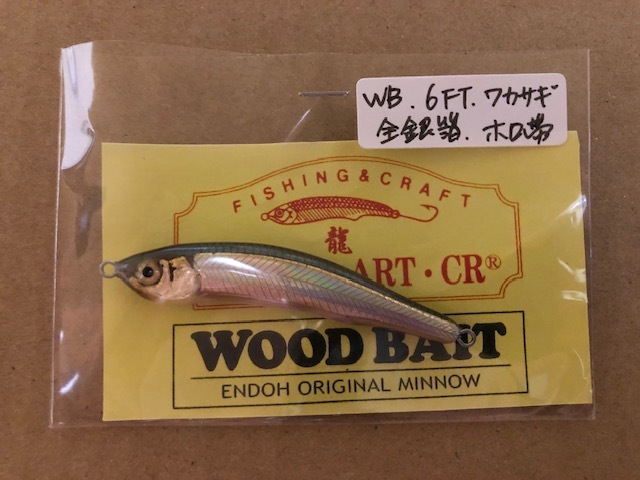 WB. 6FT. ワカサギ
全銀箔. ホロ帯
FISHING & CRAFT
龍
ART・CR®
WOOD BAIT
ENDOH ORIGINAL MINNOW